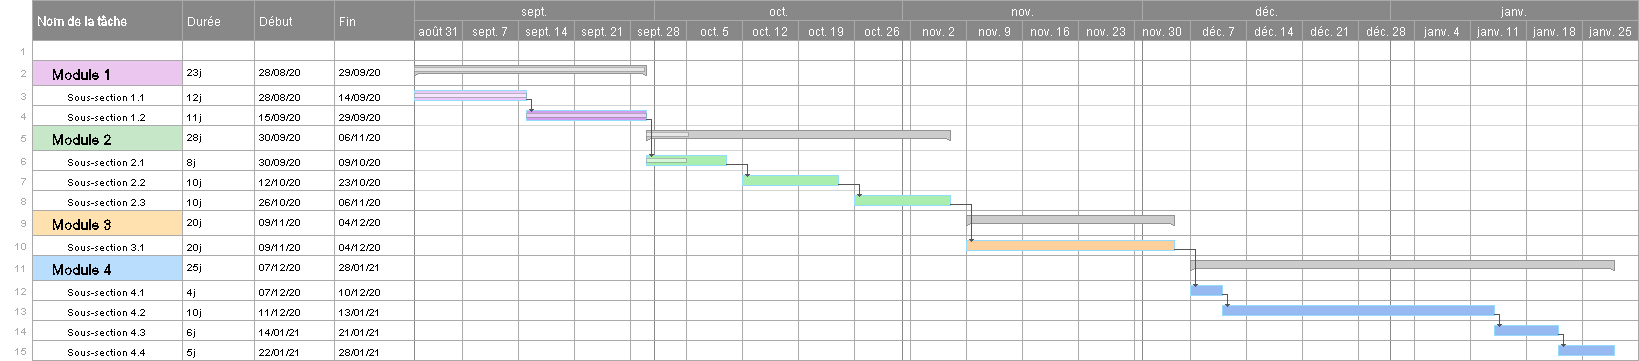 sept. oct. nov. déc. janv.
Nom de la tâche Durée Début Fin
août 31 sept. 7 sept. 14 sept. 21 sept. 28 oct. 5 oct. 12 oct. 19 oct. 26 nov. 2 nov. 9 nov. 16 nov. 23 nov. 30 déc. 7 déc. 14 déc. 21 déc. 28 janv. 4 janv. 11 janv. 18 janv. 25
1
2 Module 1 23j 28/08/20 29/09/20
3 Sous-section 1.1 12j 28/08/20 14/09/20
4 Sous-section 1.2 11j 15/09/20 29/09/20
5 Module 2 28j 30/09/20 06/11/20
6 Sous-section 2.1 8j 30/09/20 09/10/20
7 Sous-section 2.2 10j 12/10/20 23/10/20
8 Sous-section 2.3 10j 26/10/20 06/11/20
9 Module 3 20j 09/11/20 04/12/20
10 Sous-section 3.1 20j 09/11/20 04/12/20
11 Module 4 25j 07/12/20 28/01/21
12 Sous-section 4.1 4j 07/12/20 10/12/20
13 Sous-section 4.2 10j 11/12/20 13/01/21
14 Sous-section 4.3 6j 14/01/21 21/01/21
15 Sous-section 4.4 5j 22/01/21 28/01/21